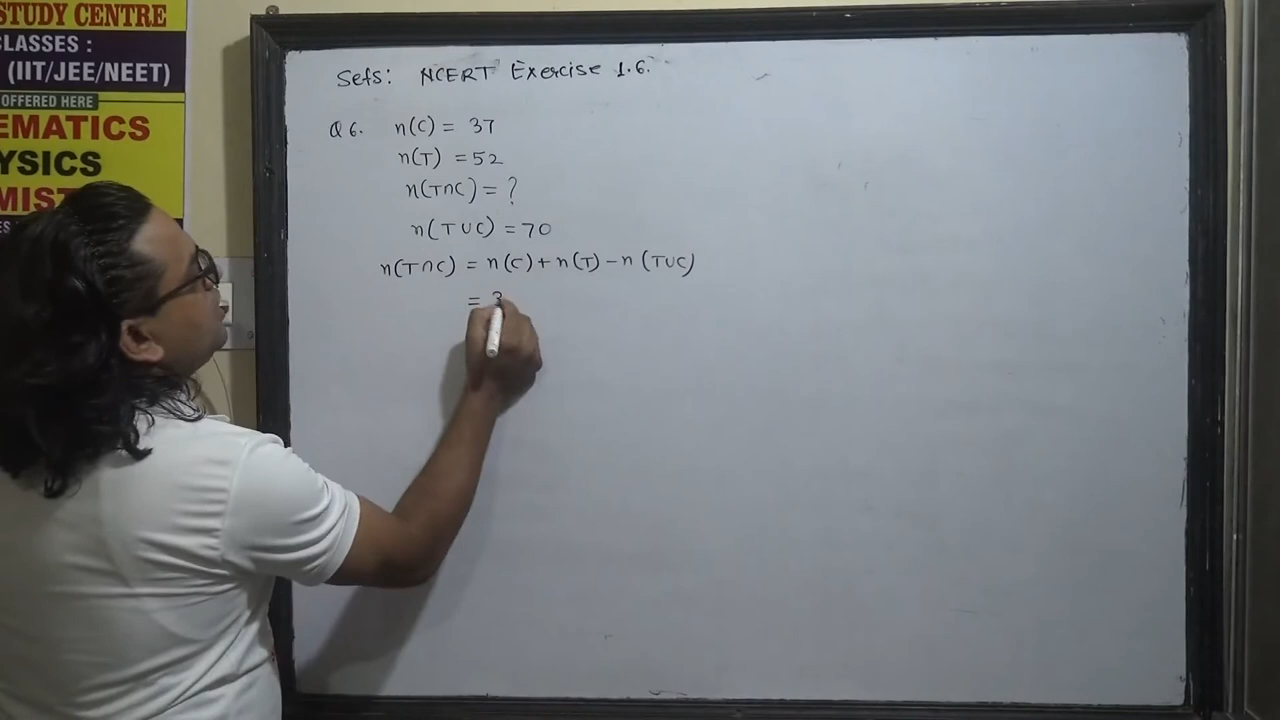 STUDY CENTRE
CLASSES :
(IIT/JEE/NEET)
OFFERED HERE
EMATICS
YSICS
MIST
Sets: NCERT Exercise 1.6.
Q6. n(C) = 37
n(T) = 52
n(T∩C) = ?
n(T∪C) = 70
n(T∩C) = n(C) + n(T) - n(T∪C)
= 3